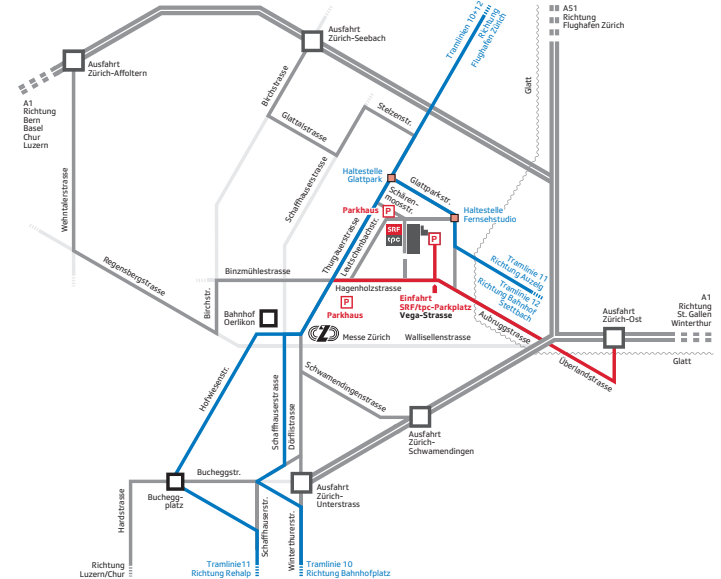 A51
Richtung
Flughafen Zürich
Tramlinien 10+12
Richtung
Flughafen Zürich
Ausfahrt
Zürich-Seebach
Ausfahrt
Zürich-Affoltern
A1
Richtung
Bern
Basel
Chur
Luzern
Birchstrasse
Glattalstrasse
Stelzenstr.
Glatt
Schaffhauserstrasse
Wehntalerstrasse
Haltestelle
Glattpark
Glattparkstr.
Schären-
moosstr.
Haltestelle
Fernsehstudio
Parkhaus P
SRF
tpc
P
Thurgauerstrasse
Leutschenbachstr.
Regensbergstrasse
Binzmühlestrasse
Birchstr.
Hagenholzstrasse
P
Parkhaus
Einfahrt
SRF/tpc-Parkplatz
Vega-Strasse
Tramlinie 11
Richtung Auzelg
Tramlinie 12
Richtung Bahnhof
Stettbach
Aubruggstrasse
A1
Richtung
St. Gallen
Winterthur
Ausfahrt
Zürich-Ost
Bahnhof
Oerlikon
Messe Zürich
Wallisellenstrasse
Glatt
Überlandstrasse
Hofwiesenstr.
Schaffhauserstrasse
Dörflistrasse
Schwamendingenstrasse
Ausfahrt
Zürich-
Schwamendingen
Bucheggstr.
Buchegg-
platz
Ausfahrt
Zürich-
Unterstrass
Hardstrasse
Schaffhauserstr.
Winterthurerstr.
Richtung
Luzern/Chur
Tramlinie11
Richtung Rehalp
Tramlinie 10
Richtung Bahnhofplatz